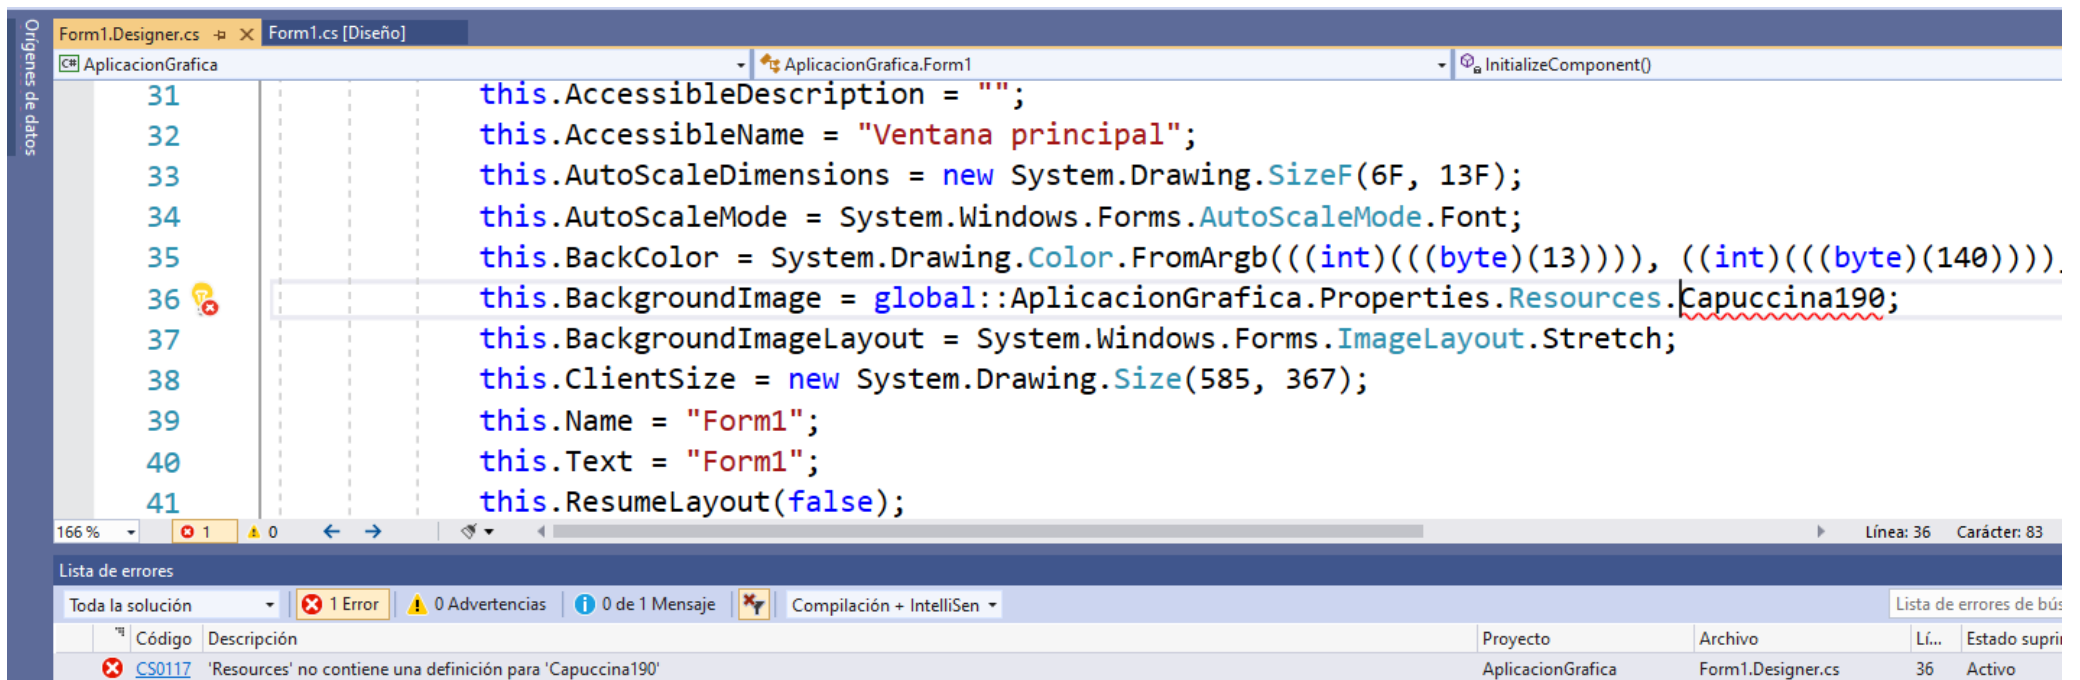 Orígenes de datos
Form1.Designer.cs Form1.cs [Diseño]
C# AplicacionGrafica AplicacionGrafica.Form1 InitializeComponent()
31 this.AccessibleDescription = "";
32 this.AccessibleName = "Ventana principal";
33 this.AutoScaleDimensions = new System.Drawing.SizeF(6F, 13F);
34 this.AutoScaleMode = System.Windows.Forms.AutoScaleMode.Font;
35 this.BackColor = System.Drawing.Color.FromArgb(((int)(((byte)(13)))), ((int)(((byte)(140)))),
36 this.BackgroundImage = global::AplicacionGrafica.Properties.Resources.Capuccina190;
37 this.BackgroundImageLayout = System.Windows.Forms.ImageLayout.Stretch;
38 this.ClientSize = new System.Drawing.Size(585, 367);
39 this.Name = "Form1";
40 this.Text = "Form1";
41 this.ResumeLayout(false);
166 % 1 0 Línea: 36 Carácter: 83
Lista de errores
Toda la solución 1 Error 0 Advertencias 0 de 1 Mensaje Compilación + IntelliSen Lista de errores de bús
Código Descripción Proyecto Archivo Lí... Estado supri
CS0117 'Resources' no contiene una definición para 'Capuccina190' AplicacionGrafica Form1.Designer.cs 36 Activo